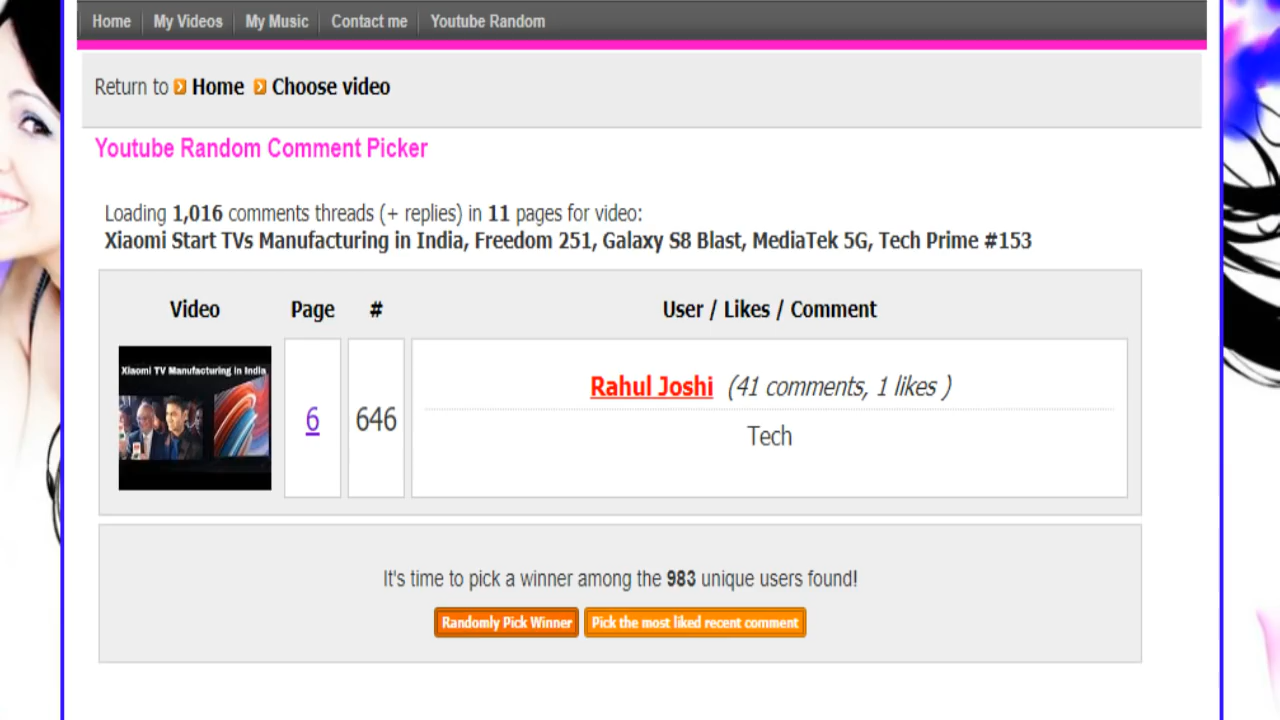 Home My Videos My Music Contact me Youtube Random
Return to Home Choose video
Youtube Random Comment Picker
Loading 1,016 comments threads (+ replies) in 11 pages for video:
Xiaomi Start TVs Manufacturing in India, Freedom 251, Galaxy S8 Blast, MediaTek 5G, Tech Prime #153
Video Page # User / Likes / Comment
Xiaomi TV Manufacturing in India
6 646 Rahul Joshi (41 comments, 1 likes )
Tech
It's time to pick a winner among the 983 unique users found!
Randomly Pick Winner Pick the most liked recent comment